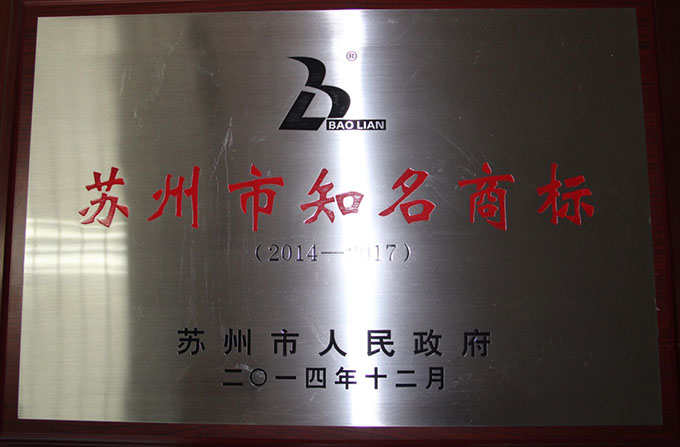 ®
BAO LIAN
苏州市知名商标
（2014—2017）
苏州市人民政府
二〇一四年十二月